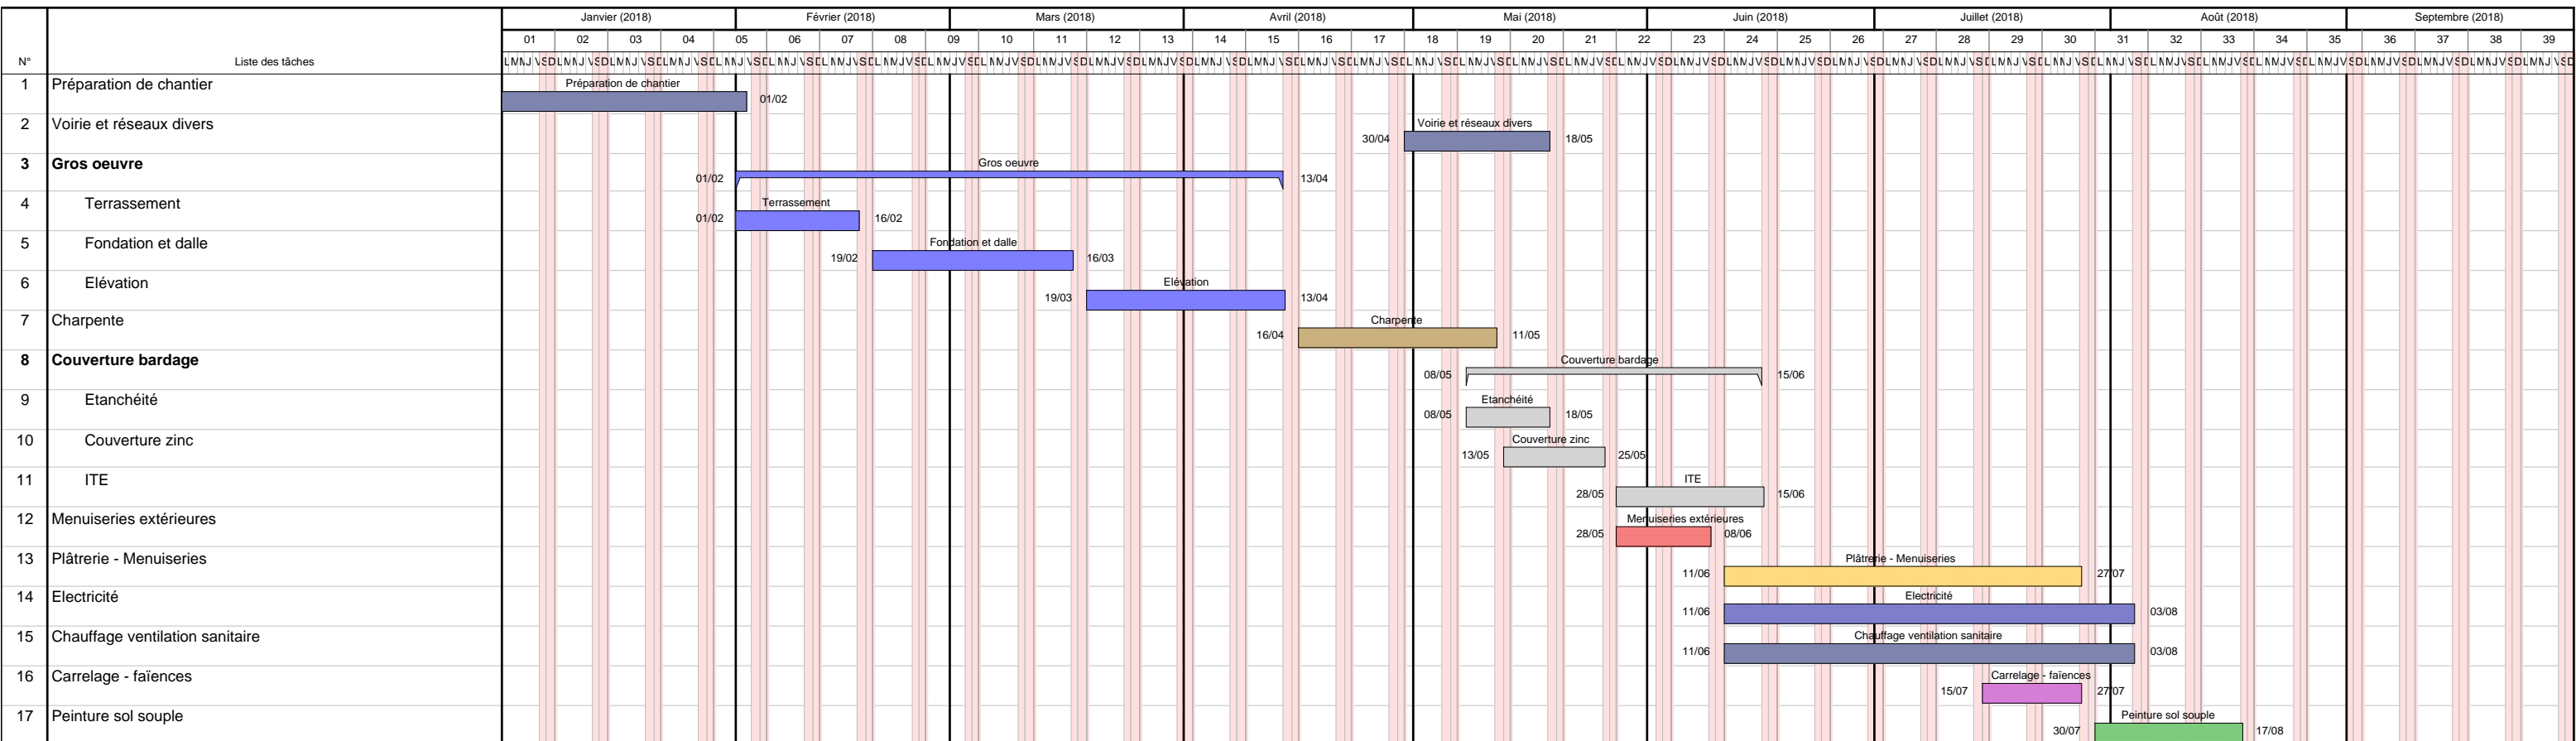 Janvier (2018) Février (2018) Mars (2018) Avril (2018) Mai (2018) Juin (2018) Juillet (2018) Août (2018) Septembre (2018)
01 02 03 04 05 06 07 08 09 10 11 12 13 14 15 16 17 18 19 20 21 22 23 24 25 26 27 28 29 30 31 32 33 34 35 36 37 38 39
N° Liste des tâches
1 Préparation de chantier Préparation de chantier 01/02
2 Voirie et réseaux divers 30/04 Voirie et réseaux divers 18/05
3 Gros oeuvre 01/02 Gros oeuvre 13/04
4 Terrassement 01/02 Terrassement 16/02
5 Fondation et dalle 19/02 Fondation et dalle 16/03
6 Elévation 19/03 Elévation 13/04
7 Charpente 16/04 Charpente 11/05
8 Couverture bardage 08/05 Couverture bardage 15/06
9 Etanchéité 08/05 Etanchéité 18/05
10 Couverture zinc 13/05 Couverture zinc 25/05
11 ITE 28/05 ITE 15/06
12 Menuiseries extérieures 28/05 Menuiseries extérieures 08/06
13 Plâtrerie - Menuiseries 11/06 Plâtrerie - Menuiseries 27/07
14 Electricité 11/06 Electricité 03/08
15 Chauffage ventilation sanitaire 11/06 Chauffage ventilation sanitaire 03/08
16 Carrelage - faïences 15/07 Carrelage - faïences 27/07
17 Peinture sol souple 30/07 Peinture sol souple 17/08